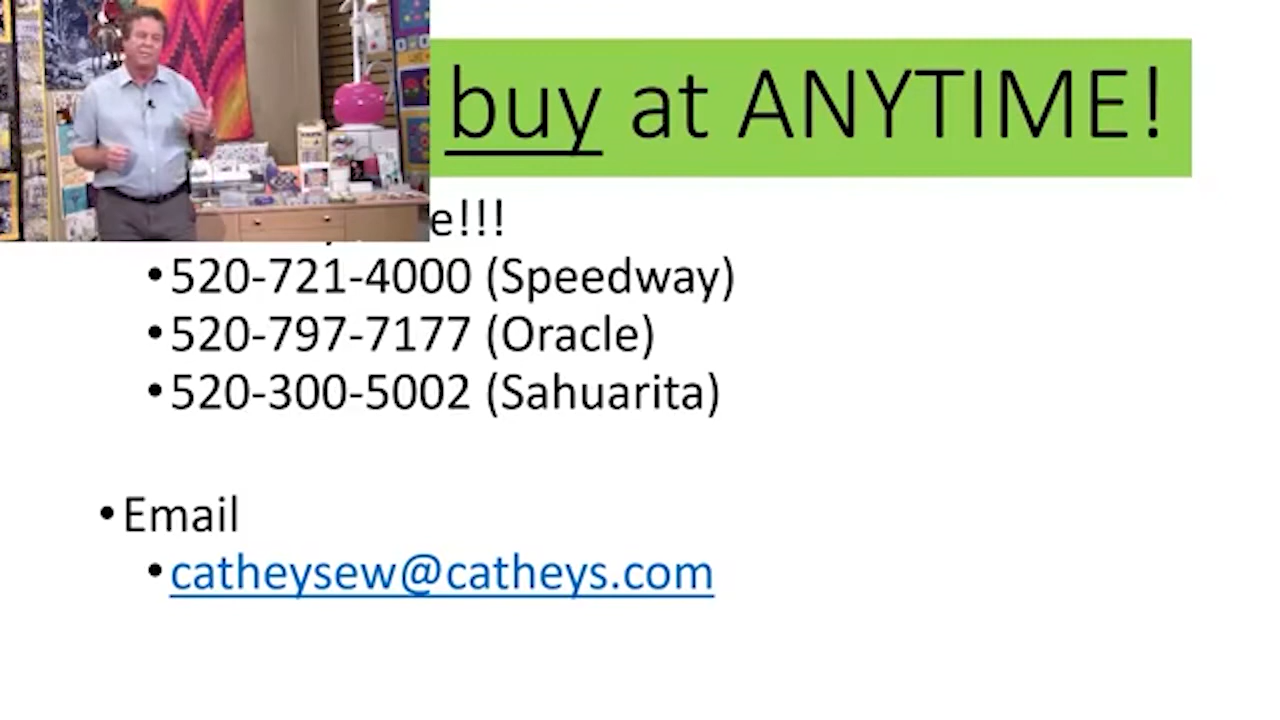 buy at ANYTIME!
e!!!
•520-721-4000 (Speedway)
•520-797-7177 (Oracle)
•520-300-5002 (Sahuarita)
•Email
•catheysew@catheys.com